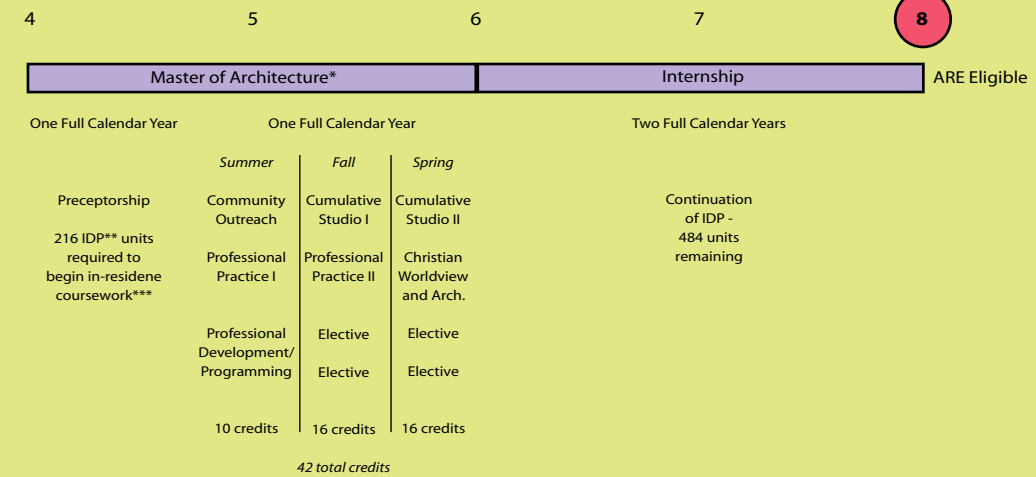 4 5 6 7 8
Master of Architecture* Internship ARE Eligible
One Full Calendar Year One Full Calendar Year Two Full Calendar Years
Preceptorship
216 IDP** units
required to
begin in-residene
coursework***
Summer
Community
Outreach
Professional
Practice I
Professional
Development/
Programming
10 credits
Fall
Cumulative
Studio I
Professional
Practice II
Elective
Elective
16 credits
Spring
Cumulative
Studio II
Christian
Worldview
and Arch.
Elective
Elective
16 credits
42 total credits
Continuation
of IDP -
484 units
remaining